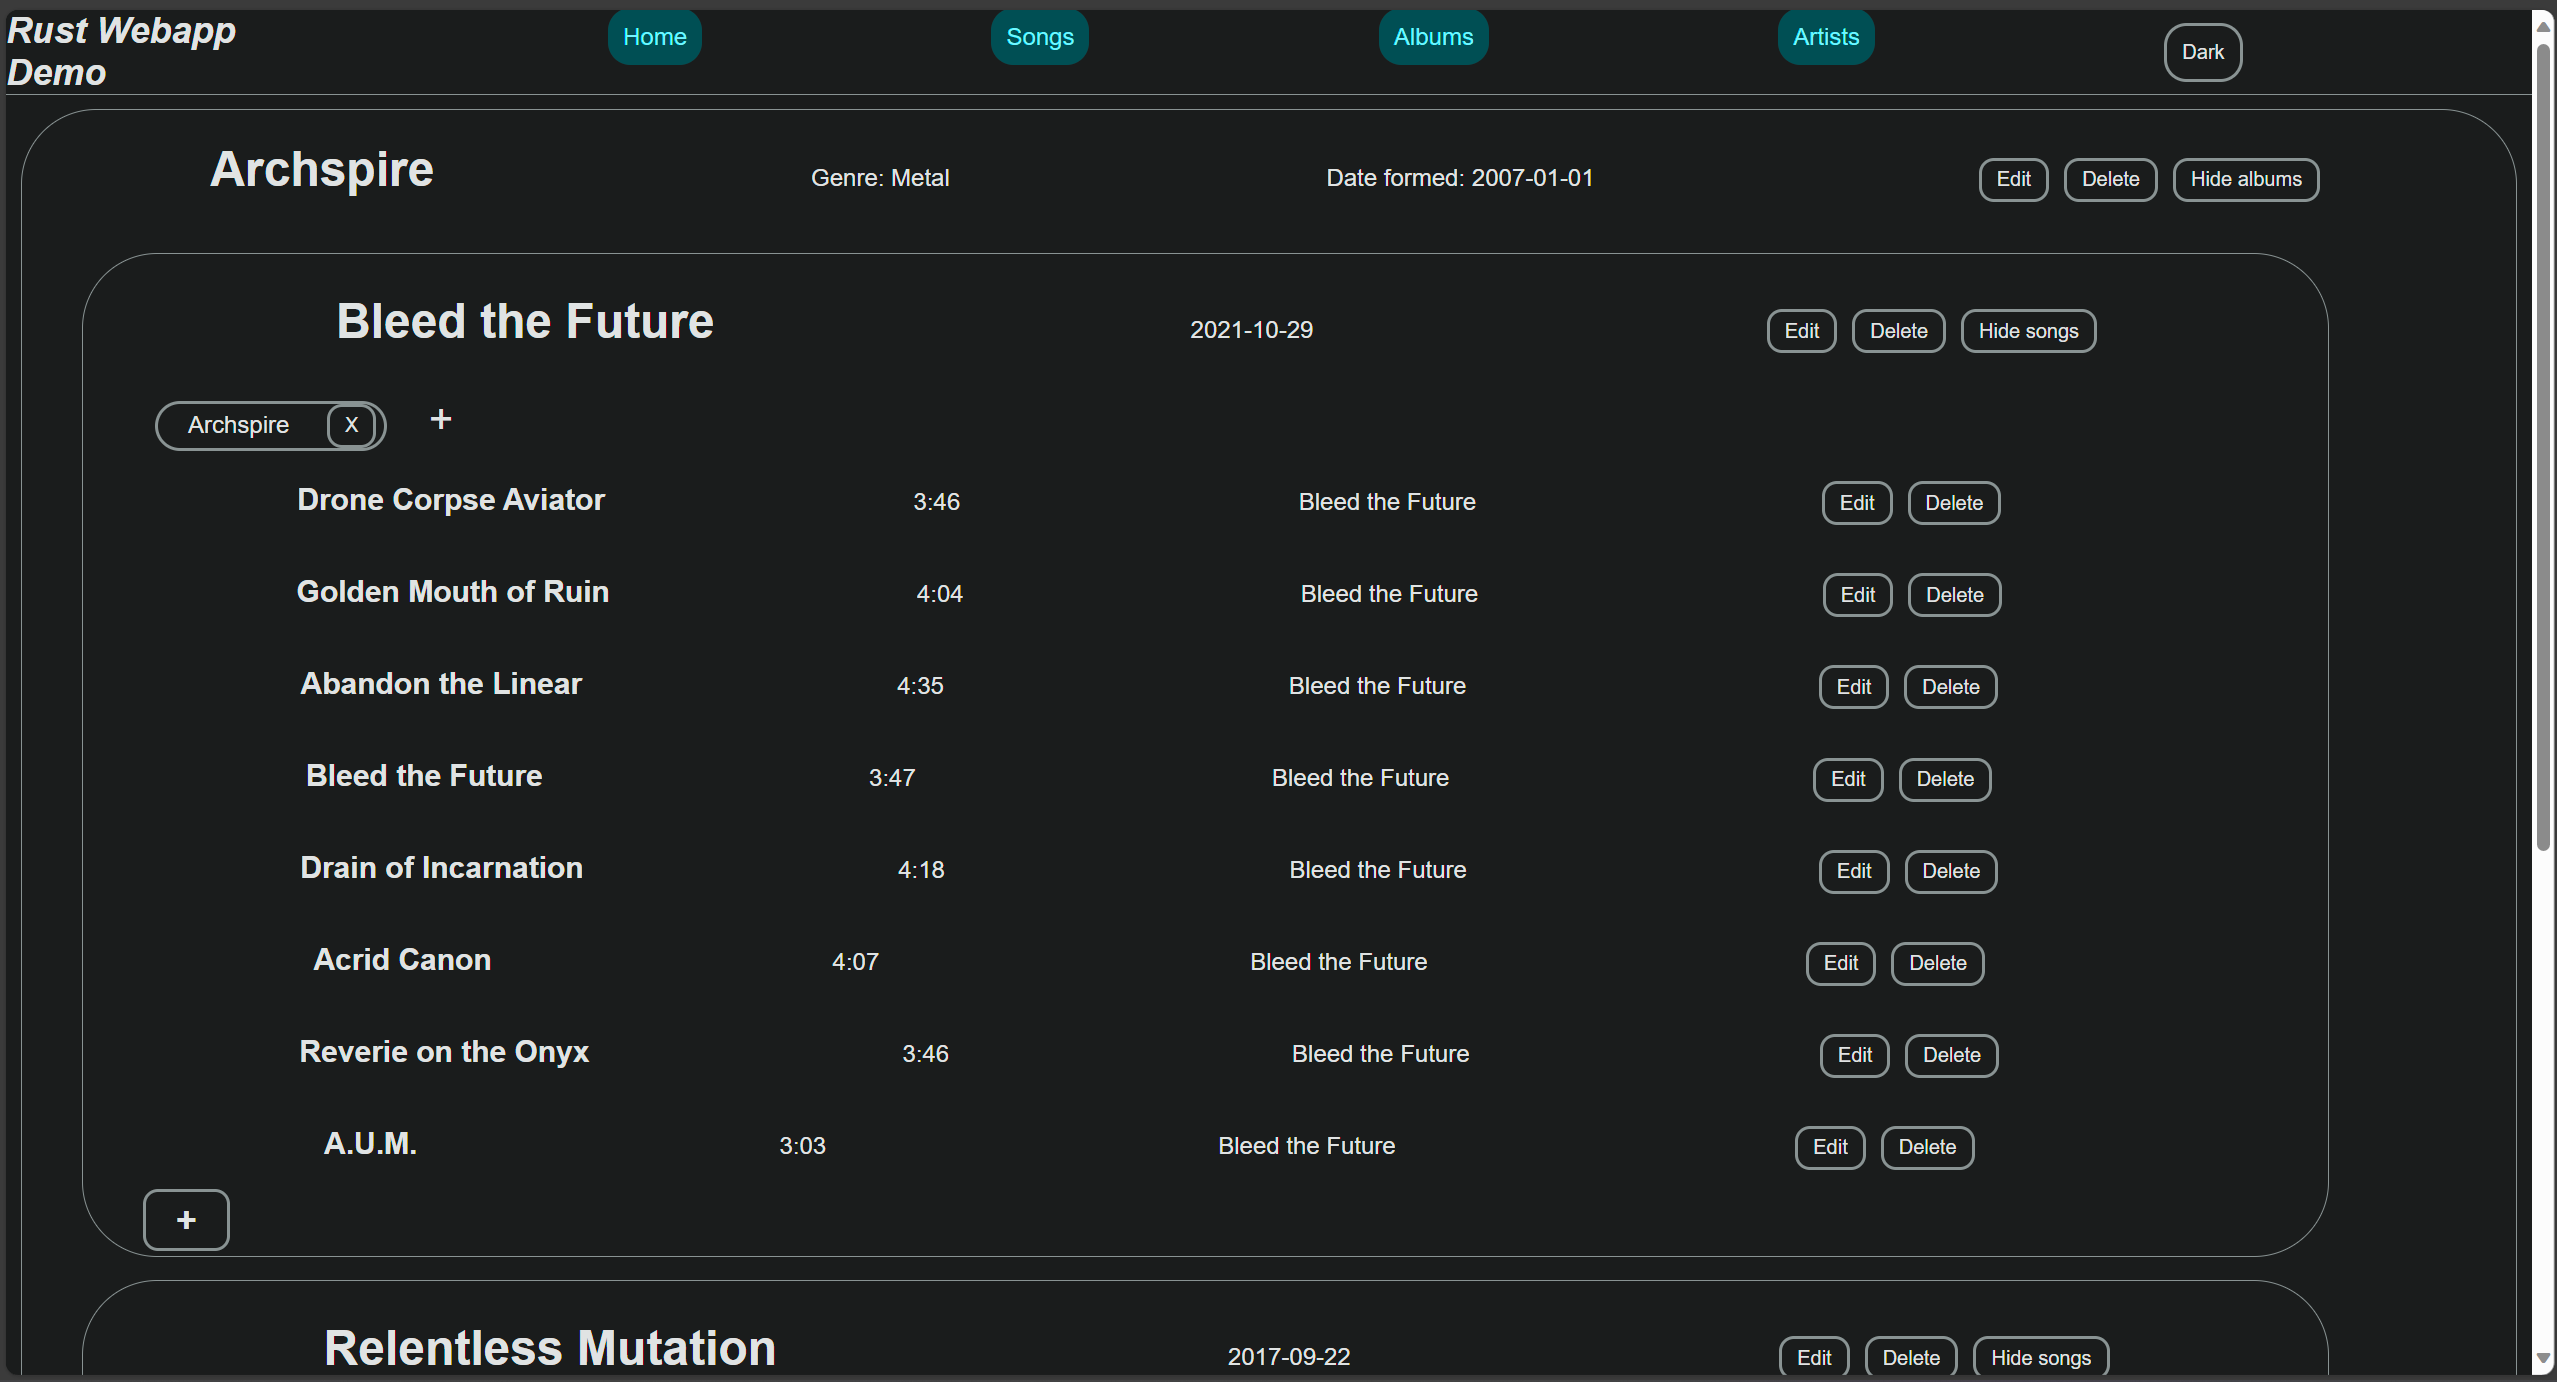 Rust Webapp
Demo
Home Songs Albums Artists Dark
Archspire Genre: Metal Date formed: 2007-01-01 Edit Delete Hide albums
Bleed the Future 2021-10-29 Edit Delete Hide songs
Archspire X +
Drone Corpse Aviator 3:46 Bleed the Future Edit Delete
Golden Mouth of Ruin 4:04 Bleed the Future Edit Delete
Abandon the Linear 4:35 Bleed the Future Edit Delete
Bleed the Future 3:47 Bleed the Future Edit Delete
Drain of Incarnation 4:18 Bleed the Future Edit Delete
Acrid Canon 4:07 Bleed the Future Edit Delete
Reverie on the Onyx 3:46 Bleed the Future Edit Delete
A.U.M. 3:03 Bleed the Future Edit Delete
+
Relentless Mutation 2017-09-22 Edit Delete Hide songs